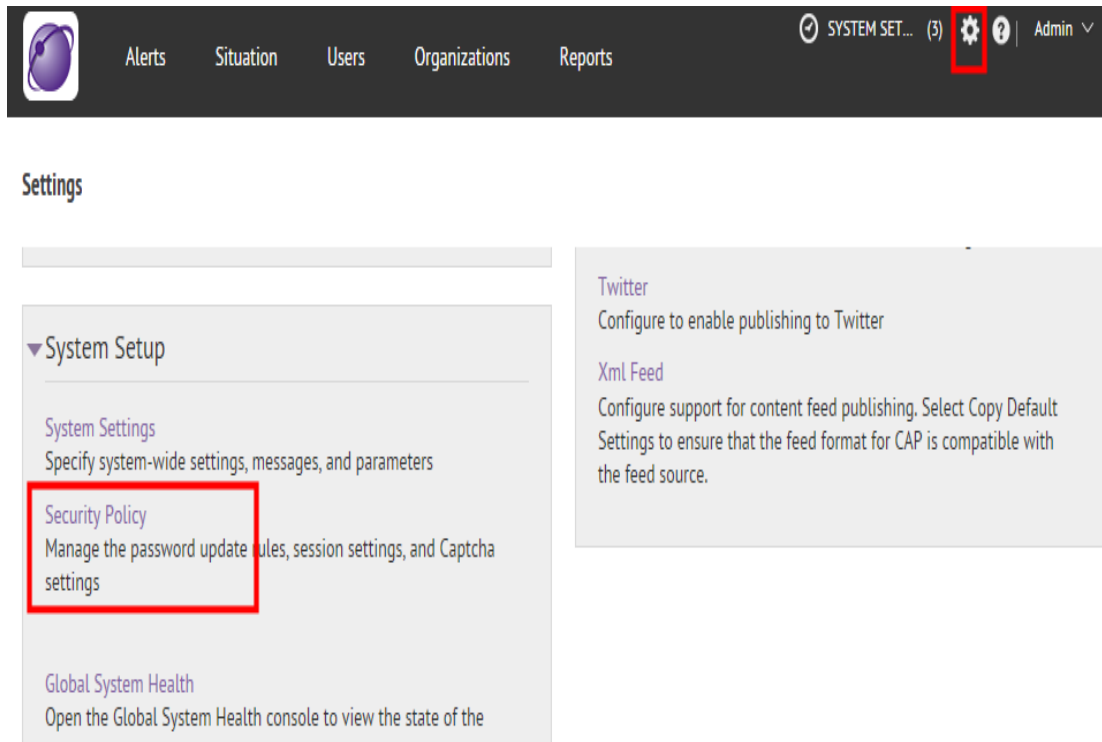 Alerts Situation Users Organizations Reports SYSTEM SET... (3) Admin
Settings
System Setup
System Settings
Specify system-wide settings, messages, and parameters
Security Policy
Manage the password update rules, session settings, and Captcha
settings
Global System Health
Open the Global System Health console to view the state of the
Twitter
Configure to enable publishing to Twitter
Xml Feed
Configure support for content feed publishing. Select Copy Default
Settings to ensure that the feed format for CAP is compatible with
the feed source.